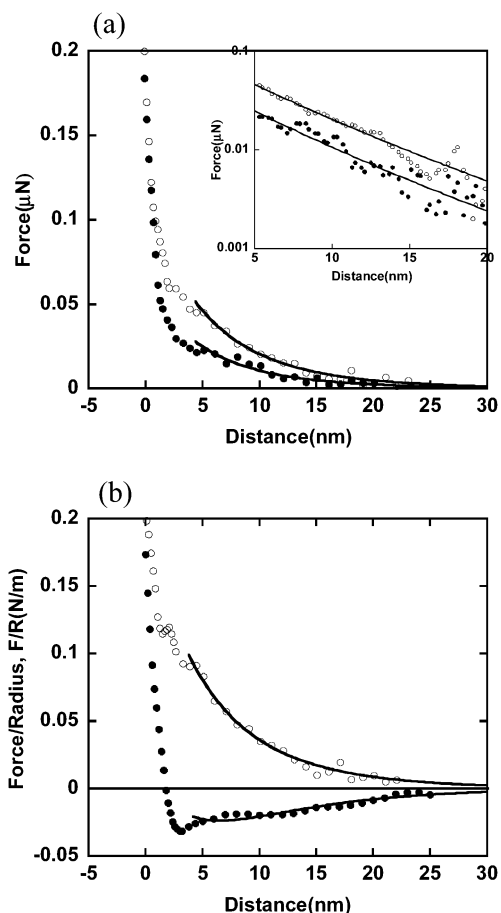 (a)
0.2
0.15
0.1
0.05
0
Force(μN)
-5 0 5 10 15 20 25 30
Distance(nm)
0.1
0.01
0.001
Force(μN)
5 10 15 20
Distance(nm)
(b)
0.2
0.15
0.1
0.05
0
-0.05
Force/Radius, F/R(N/m)
-5 0 5 10 15 20 25 30
Distance(nm)